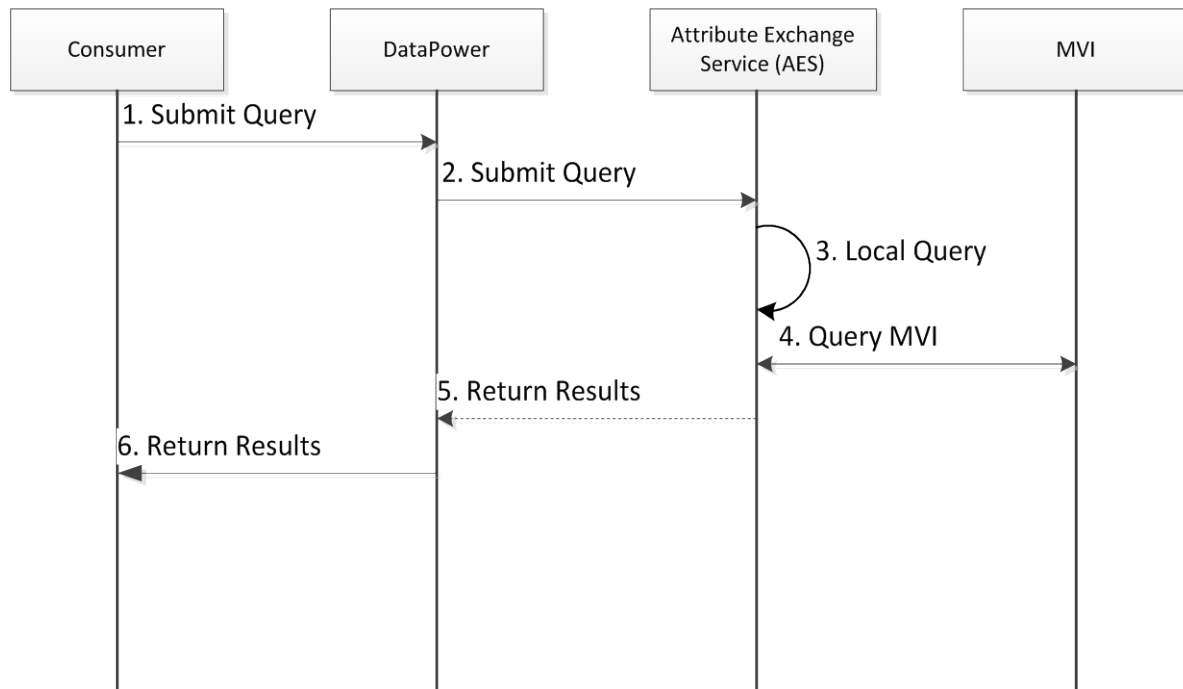 Consumer
DataPower
Attribute Exchange
Service (AES)
MVI
1. Submit Query
2. Submit Query
3. Local Query
4. Query MVI
5. Return Results
6. Return Results